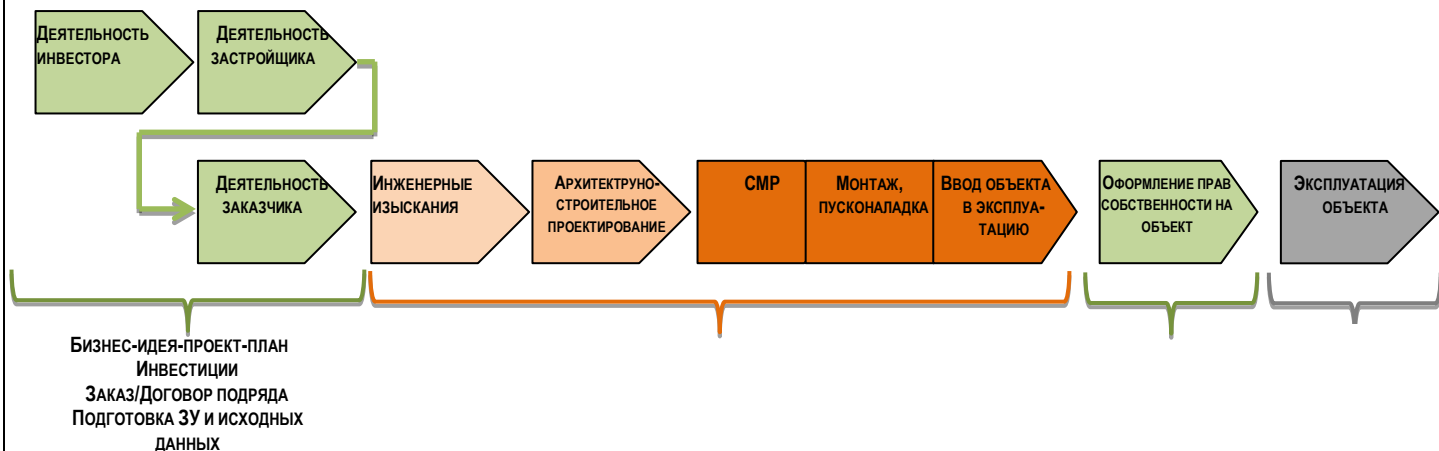 ДЕЯТЕЛЬНОСТЬ
ИНВЕСТОРА
ДЕЯТЕЛЬНОСТЬ
ЗАСТРОЙЩИКА
ДЕЯТЕЛЬНОСТЬ
ЗАКАЗЧИКА
ИНЖЕНЕРНЫЕ
ИЗЫСКАНИЯ
АРХИТЕКТРУНО-
СТРОИТЕЛЬНОЕ
ПРОЕКТИРОВАНИЕ
СМР
МОНТАЖ,
ПУСКОНАЛАДКА
ВВОД ОБЪЕКТА
В ЭКСПЛУА-
ТАЦИЮ
ОФОРМЛЕНИЕ ПРАВ
СОБСТВЕННОСТИ НА
ОБЪЕКТ
ЭКСПЛУАТАЦИЯ
ОБЪЕКТА
БИЗНЕС-ИДЕЯ-ПРОЕКТ-ПЛАН
ИНВЕСТИЦИИ
ЗАКАЗ/ДОГОВОР ПОДРЯДА
ПОДГОТОВКА ЗУ И ИСХОДНЫХ
ДАННЫХ